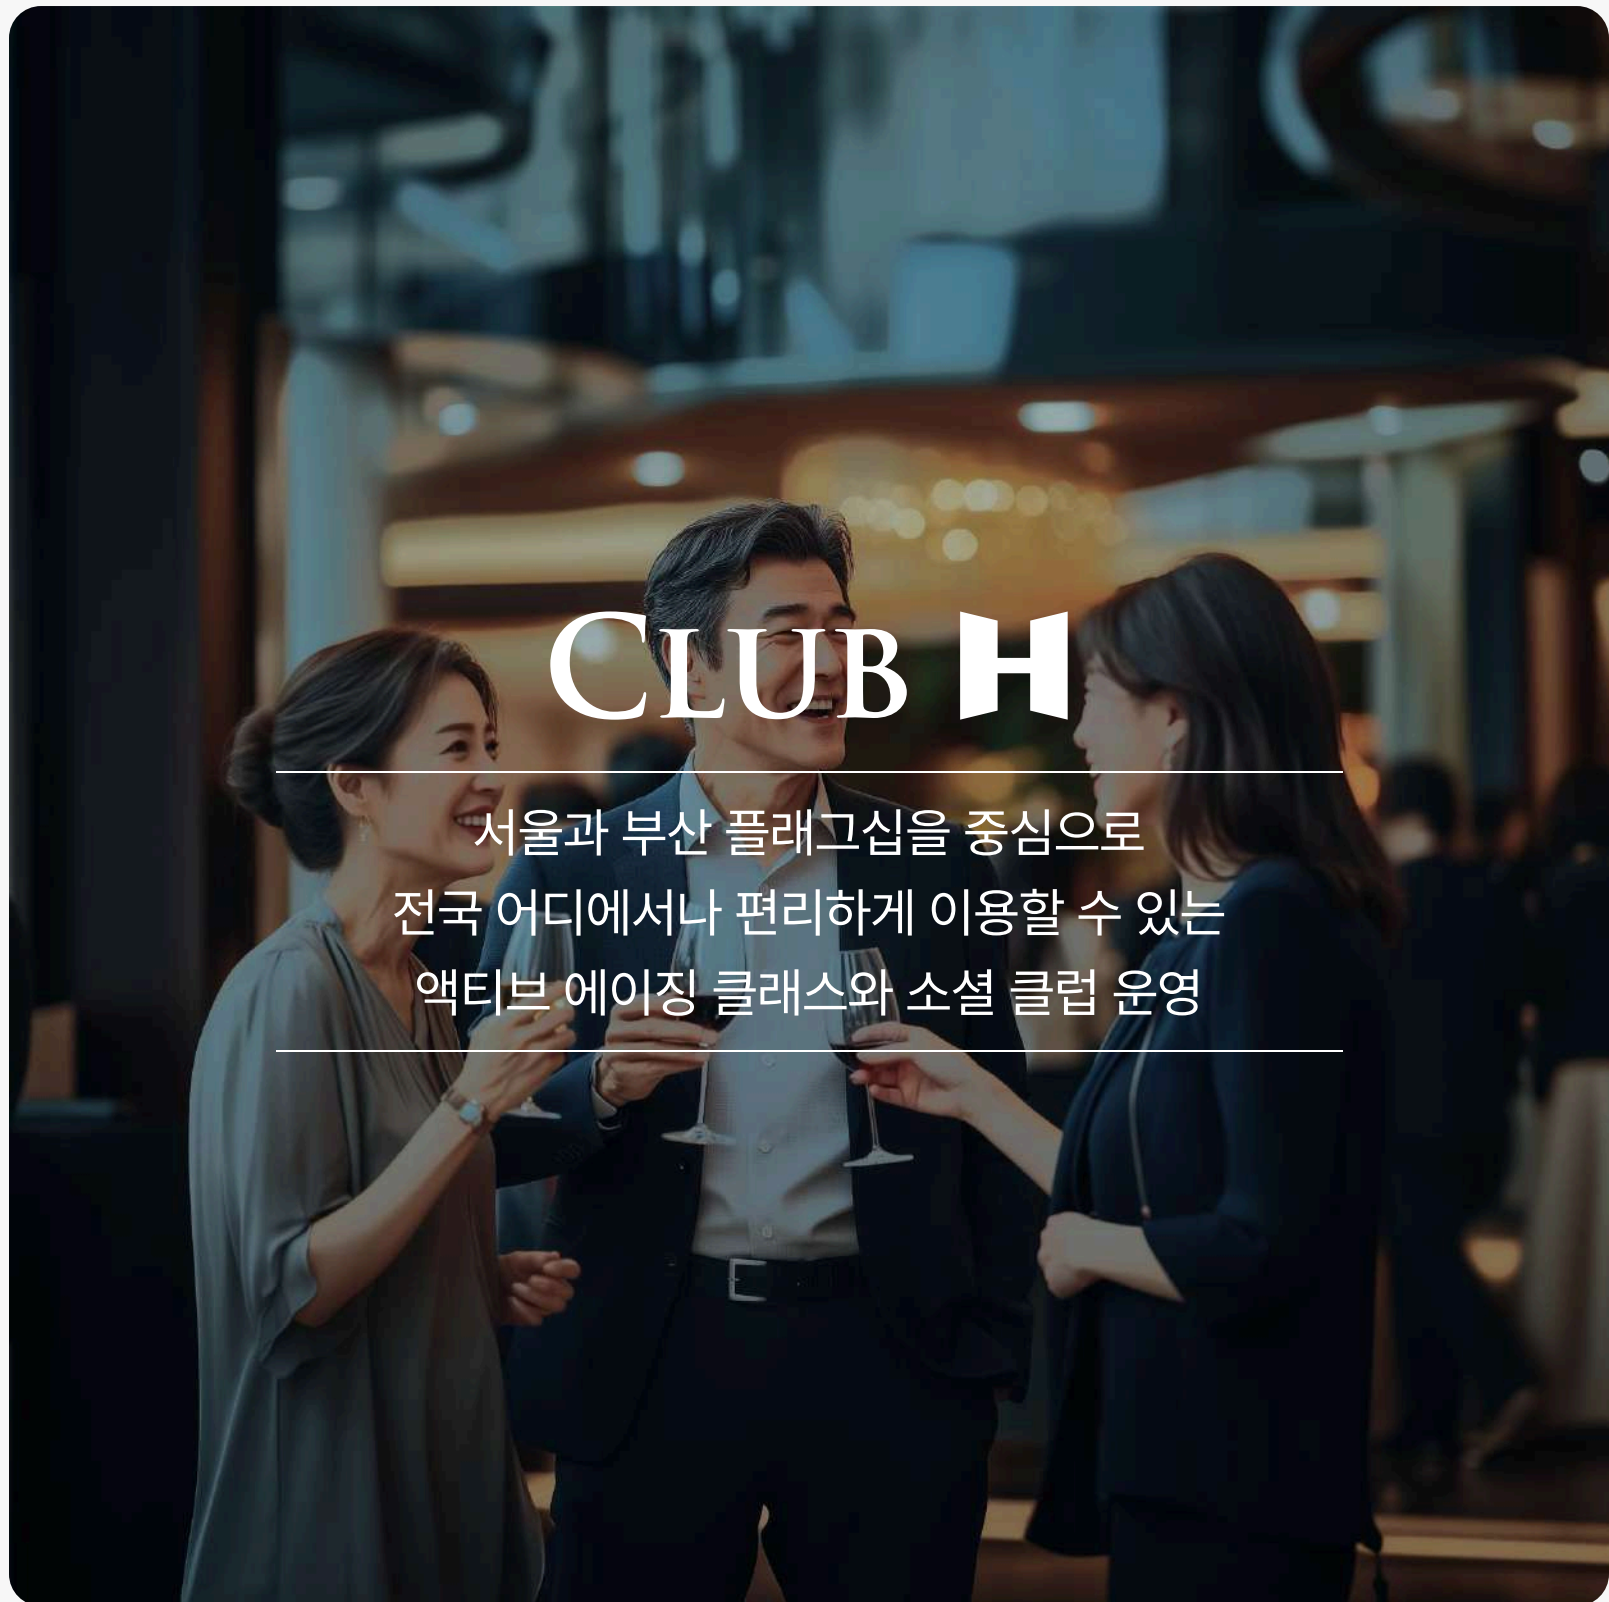 CLUB H
서울과 부산 플래그십을 중심으로
전국 어디에서나 편리하게 이용할 수 있는
액티브 에이징 클래스와 소셜 클럽 운영